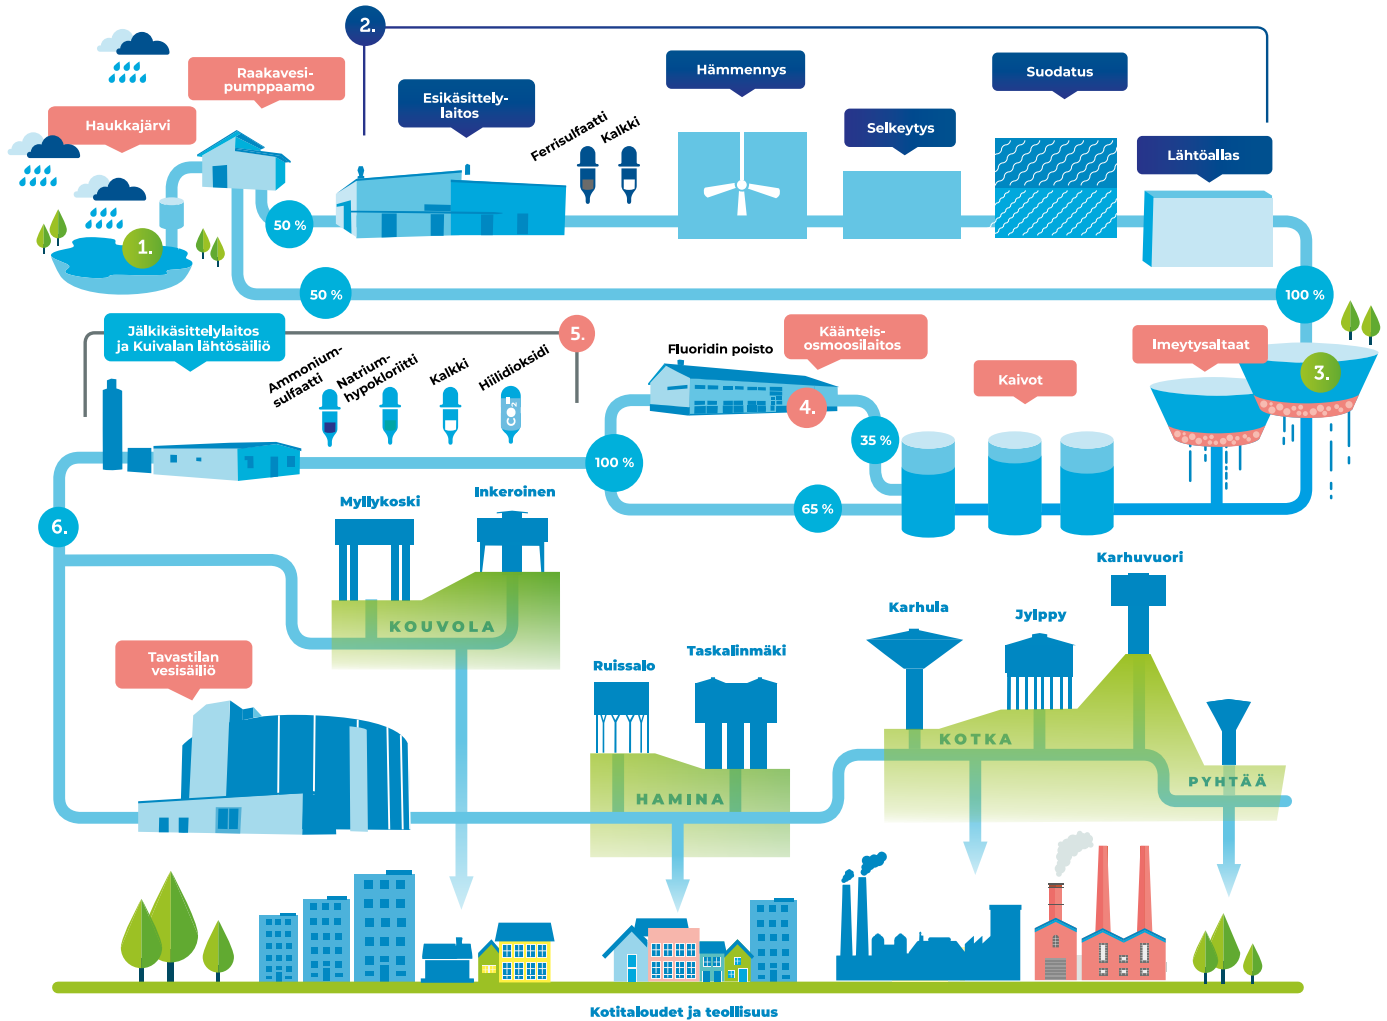 2.
Raakavesi-
pumppaamo
Haukkajärvi
1.
Esikäsittely-
laitos
Ferrisulfaatti
Kalkki
Hämmennys
Selkeytys
Suodatus
Lähtöallas
50 %
50 %
100 %
Jälkikäsittelylaitos
ja Kuivalan lähtösäiliö
5.
Ammonium-
sulfaatti
Natrium-
hypokloriitti
Kalkki
Hiilidioksidi
CO2
Fluoridin poisto
Käänteis-
osmoosilaitos
4.
Kaivot
Imeytysaltaat
3.
35 %
100 %
65 %
6.
Myllykoski
Inkeroinen
KOUVOLA
Tavastilan
vesisäiliö
Ruissalo
Taskalinmäki
HAMINA
Karhula
Jylppy
Karhuvuori
KOTKA
PYHTÄÄ
Kotitaloudet ja teollisuus